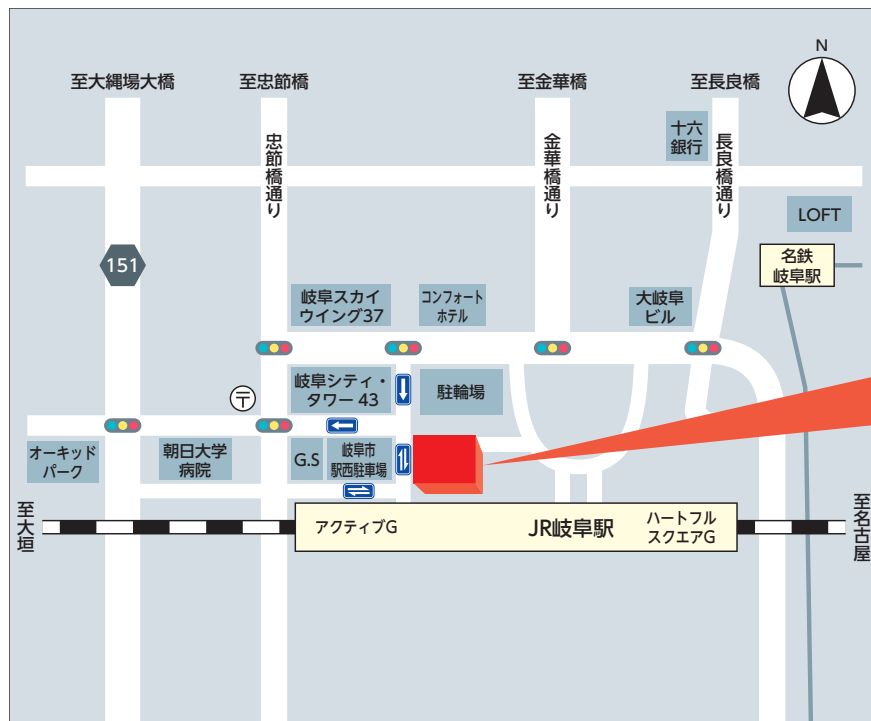 N
至大縄場大橋
至忠節橋
至金華橋
至長良橋
十六
銀行
忠節橋通り
金華橋通り
長良橋通り
LOFT
名鉄
岐阜駅
151
岐阜スカイ
ウイング37
コンフォート
ホテル
大岐阜
ビル
岐阜シティ・
タワー 43
駐輪場
〒
オーキッド
パーク
朝日大学
病院
G.S
岐阜市
駅西駐車場
至大垣
アクティブG
JR岐阜駅
ハートフル
スクエアG
至名古屋